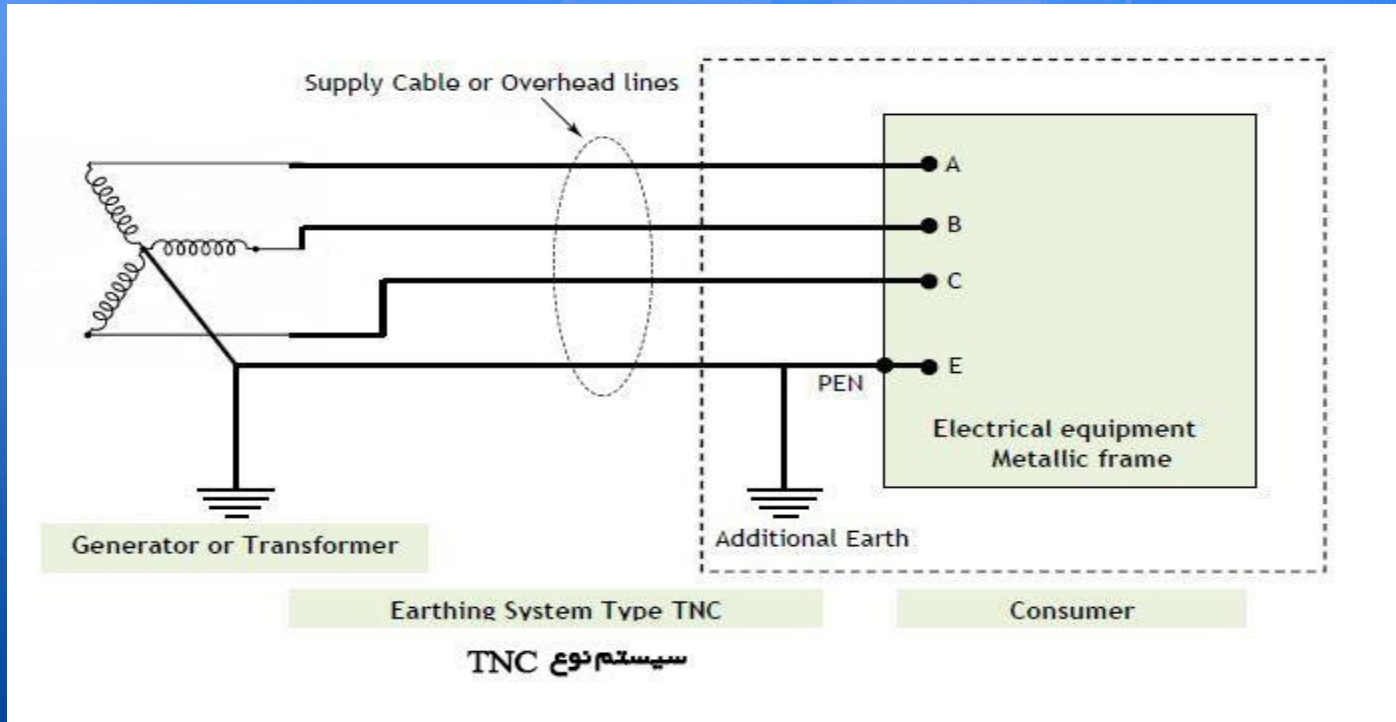 Supply Cable or Overhead lines
A
B
C
E
PEN
Electrical equipment
Metallic frame
Additional Earth
Generator or Transformer
Earthing System Type TNC
Consumer
سیستم نوع TNC